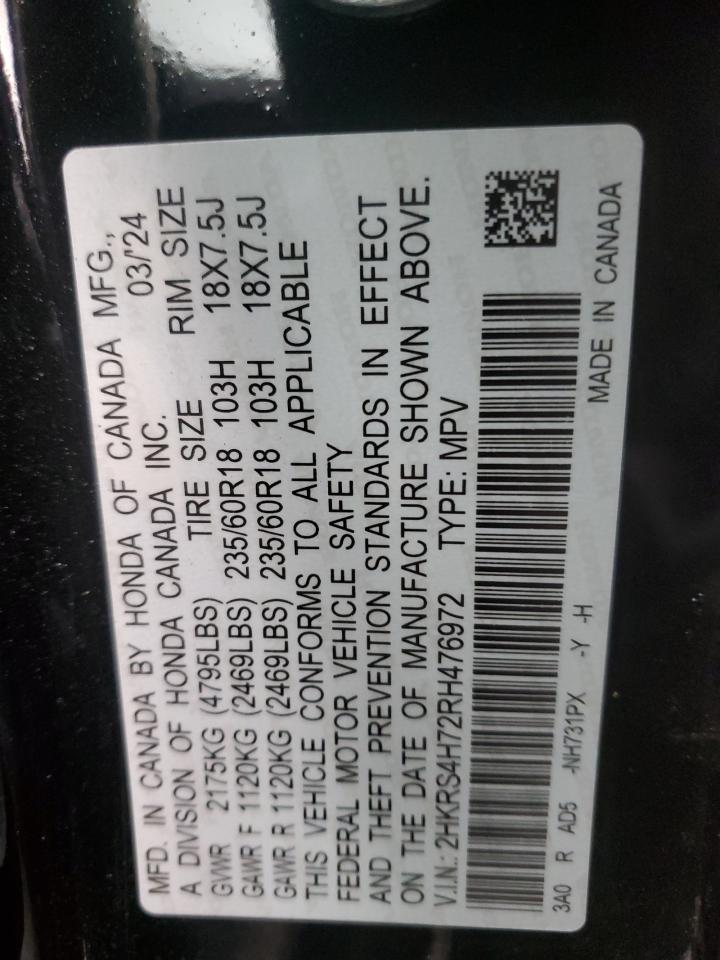 MFD. IN CANADA BY HONDA OF CANADA MFG.,
A DIVISION OF HONDA CANADA INC. 03/'24
GVWR 2175KG (4795LBS) TIRE SIZE RIM SIZE
GAWR F 1120KG (2469LBS) 235/60R18 103H 18X7.5J
GAWR R 1120KG (2469LBS) 235/60R18 103H 18X7.5J
THIS VEHICLE CONFORMS TO ALL APPLICABLE
FEDERAL MOTOR VEHICLE SAFETY
AND THEFT PREVENTION STANDARDS IN EFFECT
ON THE DATE OF MANUFACTURE SHOWN ABOVE.
V.I.N.: 2HKRS4H72RH476972 TYPE: MPV
3A0 R AD5 -NH731PX -Y -H MADE IN CANADA